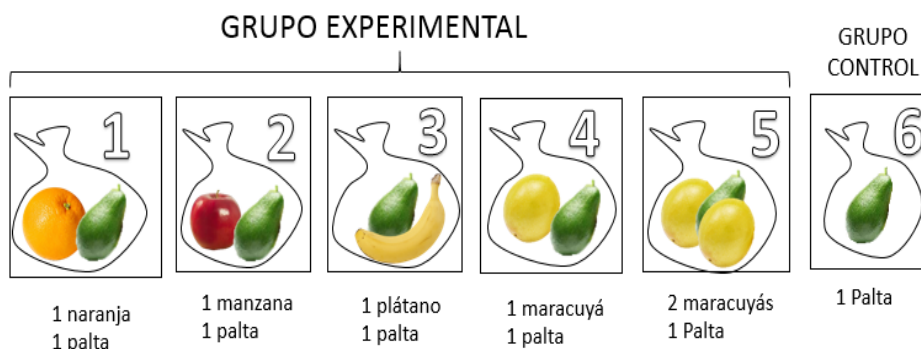 GRUPO EXPERIMENTAL
GRUPO
CONTROL
1
2
3
4
5
6
1 naranja
1 palta
1 manzana
1 palta
1 plátano
1 palta
1 maracuyá
1 palta
2 maracuyás
1 Palta
1 Palta